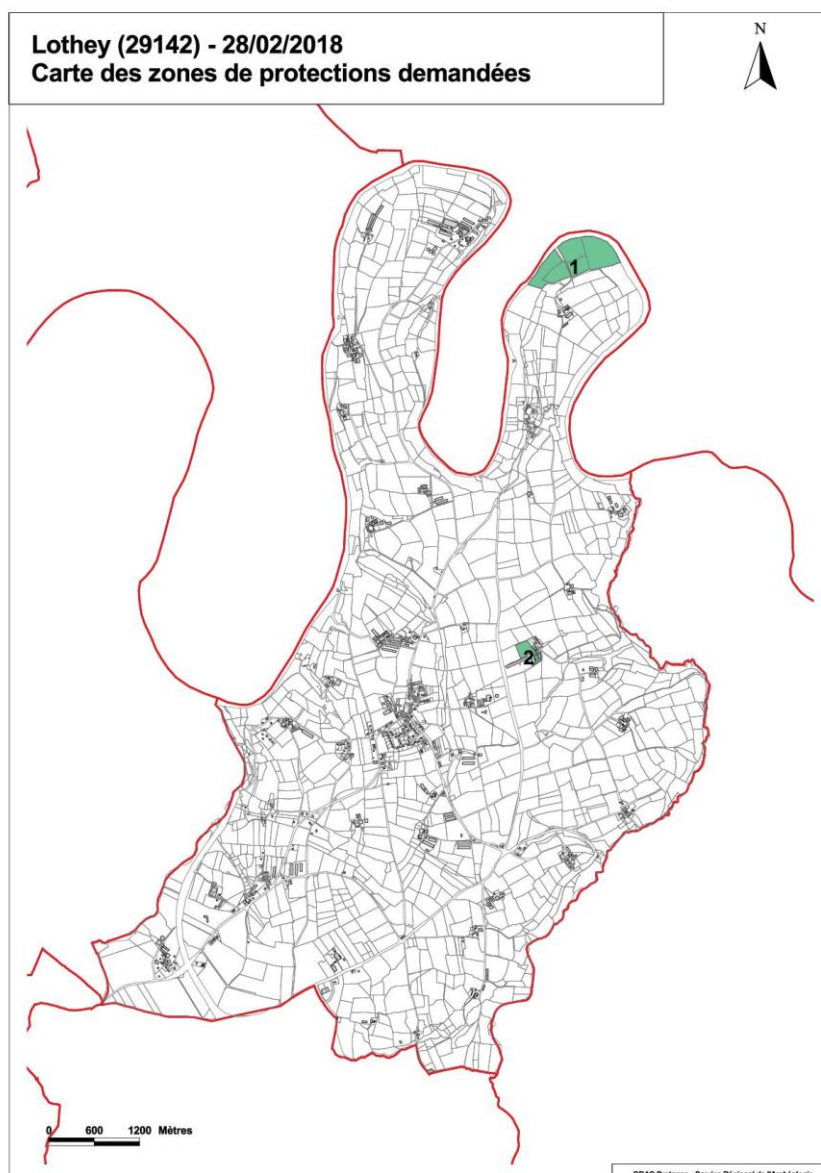 Lothey (29142) - 28/02/2018
Carte des zones de protections demandées
N
1
2
0 600 1200 Mètres